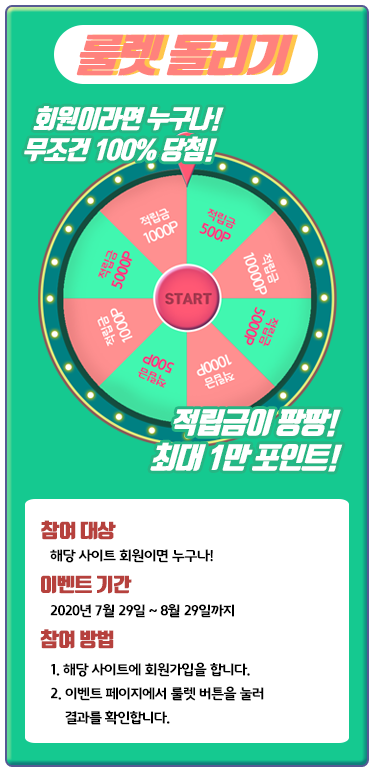 룰렛 돌리기
회원이라면 누구나!
무조건 100% 당첨!
적립금
1000P
적립금
500P
적립금
10000P
적립금
5000P
적립금
1000P
적립금
500P
적립금
1000P
적립금
5000P
START
적립금이 팡팡!
최대 1만 포인트!
참여 대상
해당 사이트 회원이면 누구나!
이벤트 기간
2020년 7월 29일 ~ 8월 29일까지
참여 방법
1. 해당 사이트에 회원가입을 합니다.
2. 이벤트 페이지에서 룰렛 버튼을 눌러
결과를 확인합니다.